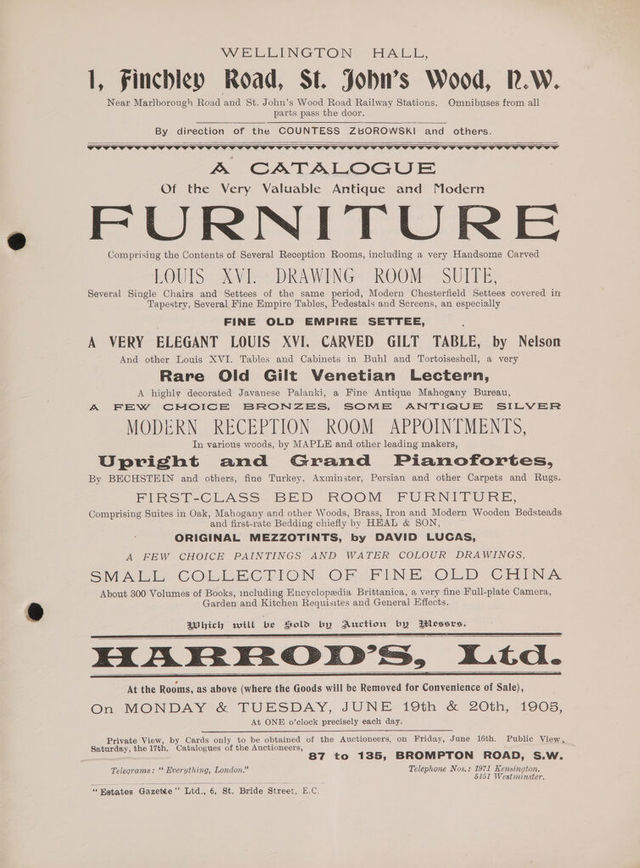 WELLINGTON HALL,
1, Finchley Road, St. John's Wood, N.W.
Near Marlborough Road and St. John's Wood Road Railway Stations. Omnibuses from all
parts pass the door.
By direction of the COUNTESS ZBOROWSKI and others.
A CATALOGUE
Of the Very Valuable Antique and Modern
FURNITURE
Comprising the Contents of Several Reception Rooms, including a very Handsome Carved
LOUIS XVI. DRAWING ROOM SUITE,
Several Single Chairs and Settees of the same period, Modern Chesterfield Settees covered in
Tapestry, Several Fine Empire Tables, Pedestals and Screens, an especially
FINE OLD EMPIRE SETTEE,
A VERY ELEGANT LOUIS XVI. CARVED GILT TABLE, by Nelson
And other Louis XVI. Tables and Cabinets in Buhl and Tortoiseshell, a very
Rare Old Gilt Venetian Lectern,
A highly decorated Javanese Palanki, a Fine Antique Mahogany Bureau,
A FEW CHOICE BRONZES, SOME ANTIQUE SILVER
MODERN RECEPTION ROOM APPOINTMENTS,
In various woods, by MAPLE and other leading makers,
Upright and Grand Pianofortes,
By BECHSTEIN and others, fine Turkey, Axminster, Persian and other Carpets and Rugs.
FIRST-CLASS BED ROOM FURNITURE,
Comprising Suites in Oak, Mahogany and other Woods, Brass, Iron and Modern Wooden Bedsteads
and first-rate Bedding chiefly by HEAL & SON,
ORIGINAL MEZZOTINTS, by DAVID LUCAS,
A FEW CHOICE PAINTINGS AND WATER COLOUR DRAWINGS,
SMALL COLLECTION OF FINE OLD CHINA
About 300 Volumes of Books, including Encyclopædia Brittanica, a very fine Full-plate Camera,
Garden and Kitchen Requisites and General Effects.
Which will be Sold by Auction by Messrs.
HARROD'S, Ltd.
At the Rooms, as above (where the Goods will be Removed for Convenience of Sale),
On MONDAY & TUESDAY, JUNE 19th & 20th, 1905,
At ONE o'clock precisely each day.
Private View, by Cards only to be obtained of the Auctioneers, on Friday, June 16th. Public View,
Saturday, the 17th. Catalogues of the Auctioneers,
87 to 135, BROMPTON ROAD, S.W.
Telegrams: "Everything, London."
Telephone Nos.: 1971 Kensington.
5151 Westminster.
"Estates Gazette" Ltd., 6, St. Bride Street, E.C.